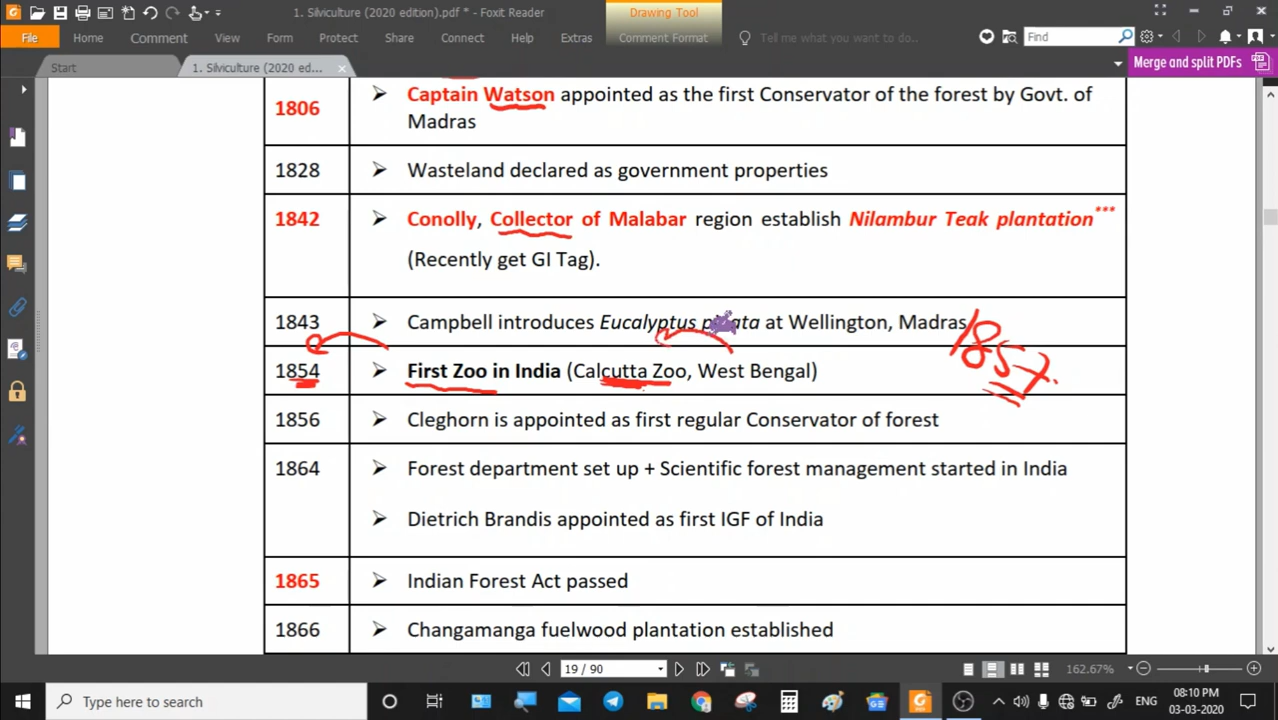 1. Silviculture (2020 edition).pdf * - Foxit Reader
Drawing Tool
File Home Comment View Form Protect Share Connect Help Extras Comment Format Tell me what you want to do... Find
Start 1. Silviculture (2020 ed... Merge and split PDFs
1806 Captain Watson appointed as the first Conservator of the forest by Govt. of
Madras
1828 Wasteland declared as government properties
1842 Conolly, Collector of Malabar region establish Nilambur Teak plantation***
(Recently get GI Tag).
1843 Campbell introduces Eucalyptus at Wellington, Madras
1857
1854 First Zoo in India (Calcutta Zoo, West Bengal)
1856 Cleghorn is appointed as first regular Conservator of forest
1864 Forest department set up + Scientific forest management started in India
Dietrich Brandis appointed as first IGF of India
1865 Indian Forest Act passed
1866 Changamanga fuelwood plantation established
19 / 90 162.67%
Type here to search ENG 08:10 PM
03-03-2020